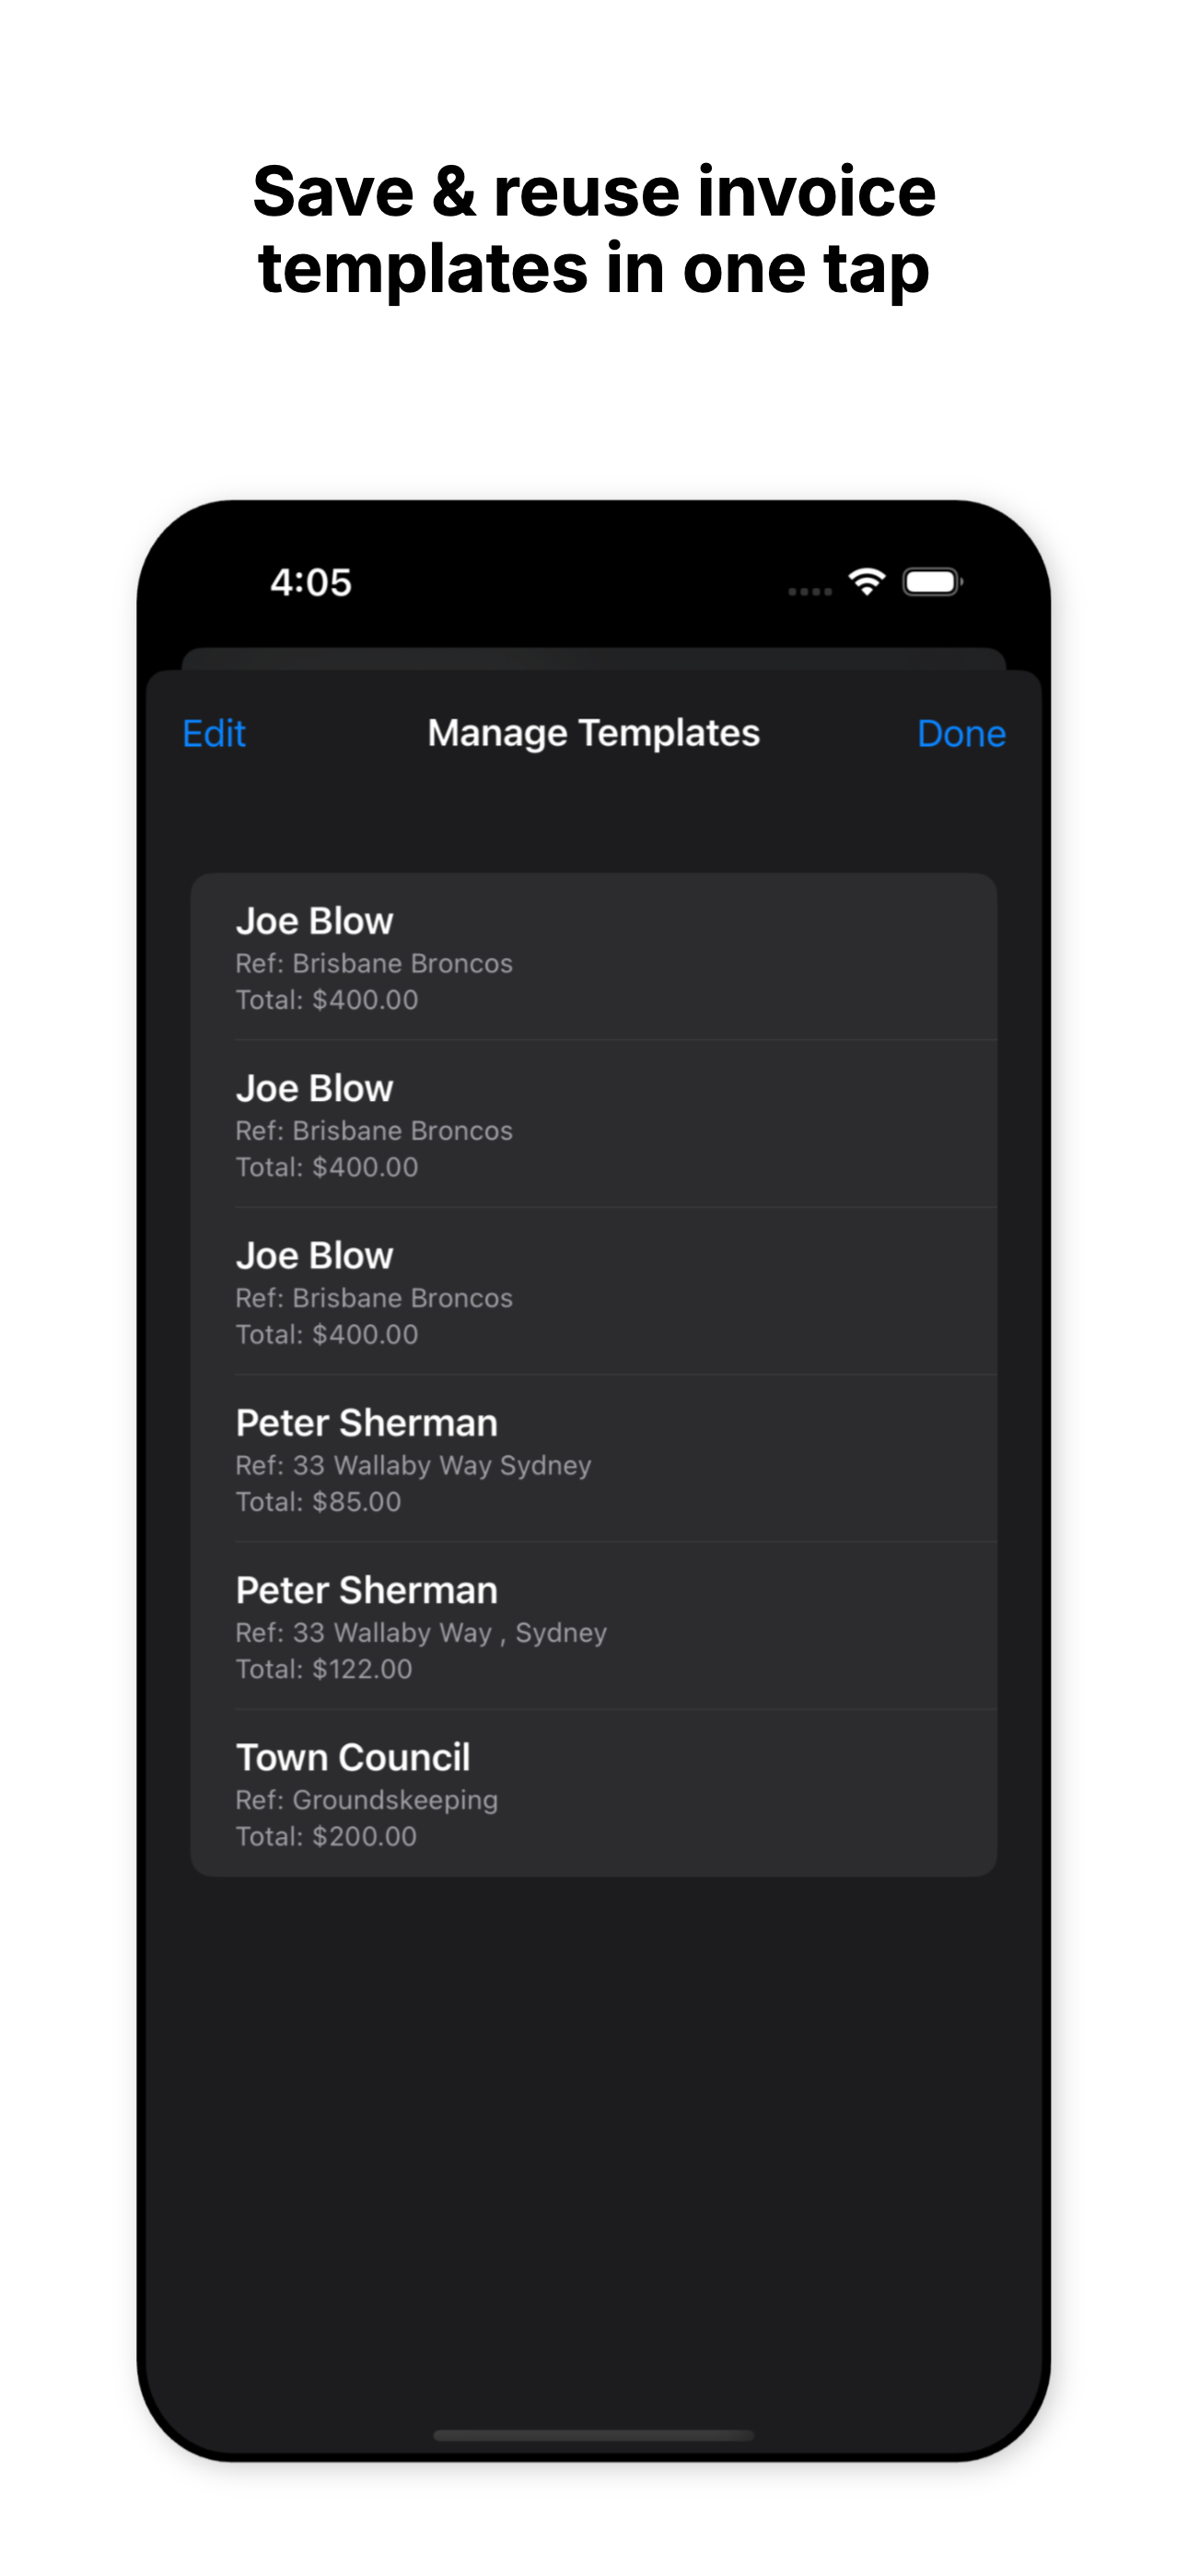 Save & reuse invoice
templates in one tap
4:05
Edit Manage Templates Done
Joe Blow
Ref: Brisbane Broncos
Total: $400.00
Joe Blow
Ref: Brisbane Broncos
Total: $400.00
Joe Blow
Ref: Brisbane Broncos
Total: $400.00
Peter Sherman
Ref: 33 Wallaby Way Sydney
Total: $85.00
Peter Sherman
Ref: 33 Wallaby Way , Sydney
Total: $122.00
Town Council
Ref: Groundskeeping
Total: $200.00